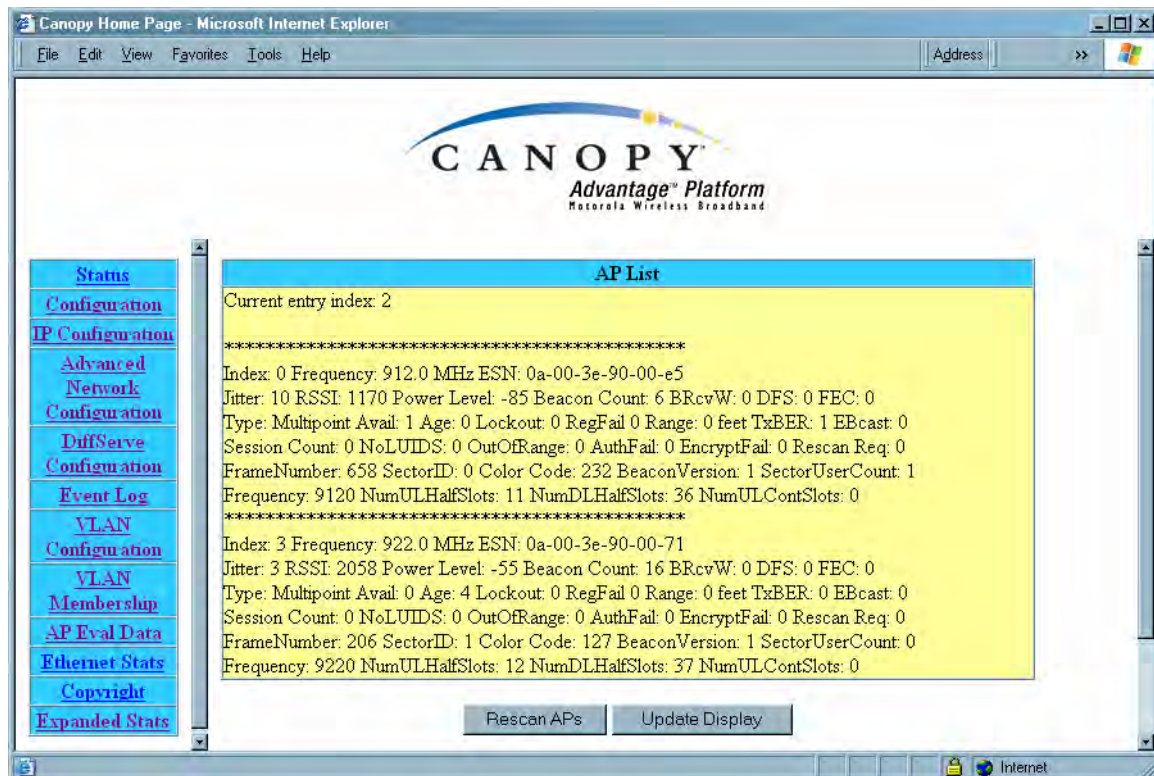 Canopy Home Page - Microsoft Internet Explorer
File Edit View Favorites Tools Help
Address »
CANOPY™
Advantage™ Platform
Motorola Wireless Broadband
Status
Configuration
IP Configuration
Advanced
Network
Configuration
DiffServe
Configuration
Event Log
VLAN
Configuration
VLAN
Membership
AP Eval Data
Ethernet Stats
Copyright
Expanded Stats
AP List
Current entry index: 2
*********************************************
Index: 0 Frequency: 912.0 MHz ESN: 0a-00-3e-90-00-e5
Jitter: 10 RSSI: 1170 Power Level: -85 Beacon Count: 6 BRcvW: 0 DFS: 0 FEC: 0
Type: Multipoint Avail: 1 Age: 0 Lockout: 0 RegFail 0 Range: 0 feet TxBER: 1 EBcast: 0
Session Count: 0 NoLUIDS: 0 OutOfRange: 0 AuthFail: 0 EncryptFail: 0 Rescan Req: 0
FrameNumber: 658 SectorID: 0 Color Code: 232 BeaconVersion: 1 SectorUserCount: 1
Frequency: 9120 NumULHalfSlots: 11 NumDLHalfSlots: 36 NumULContSlots: 0
*********************************************
Index: 3 Frequency: 922.0 MHz ESN: 0a-00-3e-90-00-71
Jitter: 3 RSSI: 2058 Power Level: -55 Beacon Count: 16 BRcvW: 0 DFS: 0 FEC: 0
Type: Multipoint Avail: 0 Age: 4 Lockout: 0 RegFail 0 Range: 0 feet TxBER: 0 EBcast: 0
Session Count: 0 NoLUIDS: 0 OutOfRange: 0 AuthFail: 0 EncryptFail: 0 Rescan Req: 0
FrameNumber: 206 SectorID: 1 Color Code: 127 BeaconVersion: 1 SectorUserCount: 0
Frequency: 9220 NumULHalfSlots: 12 NumDLHalfSlots: 37 NumULContSlots: 0
Rescan APs Update Display
Internet